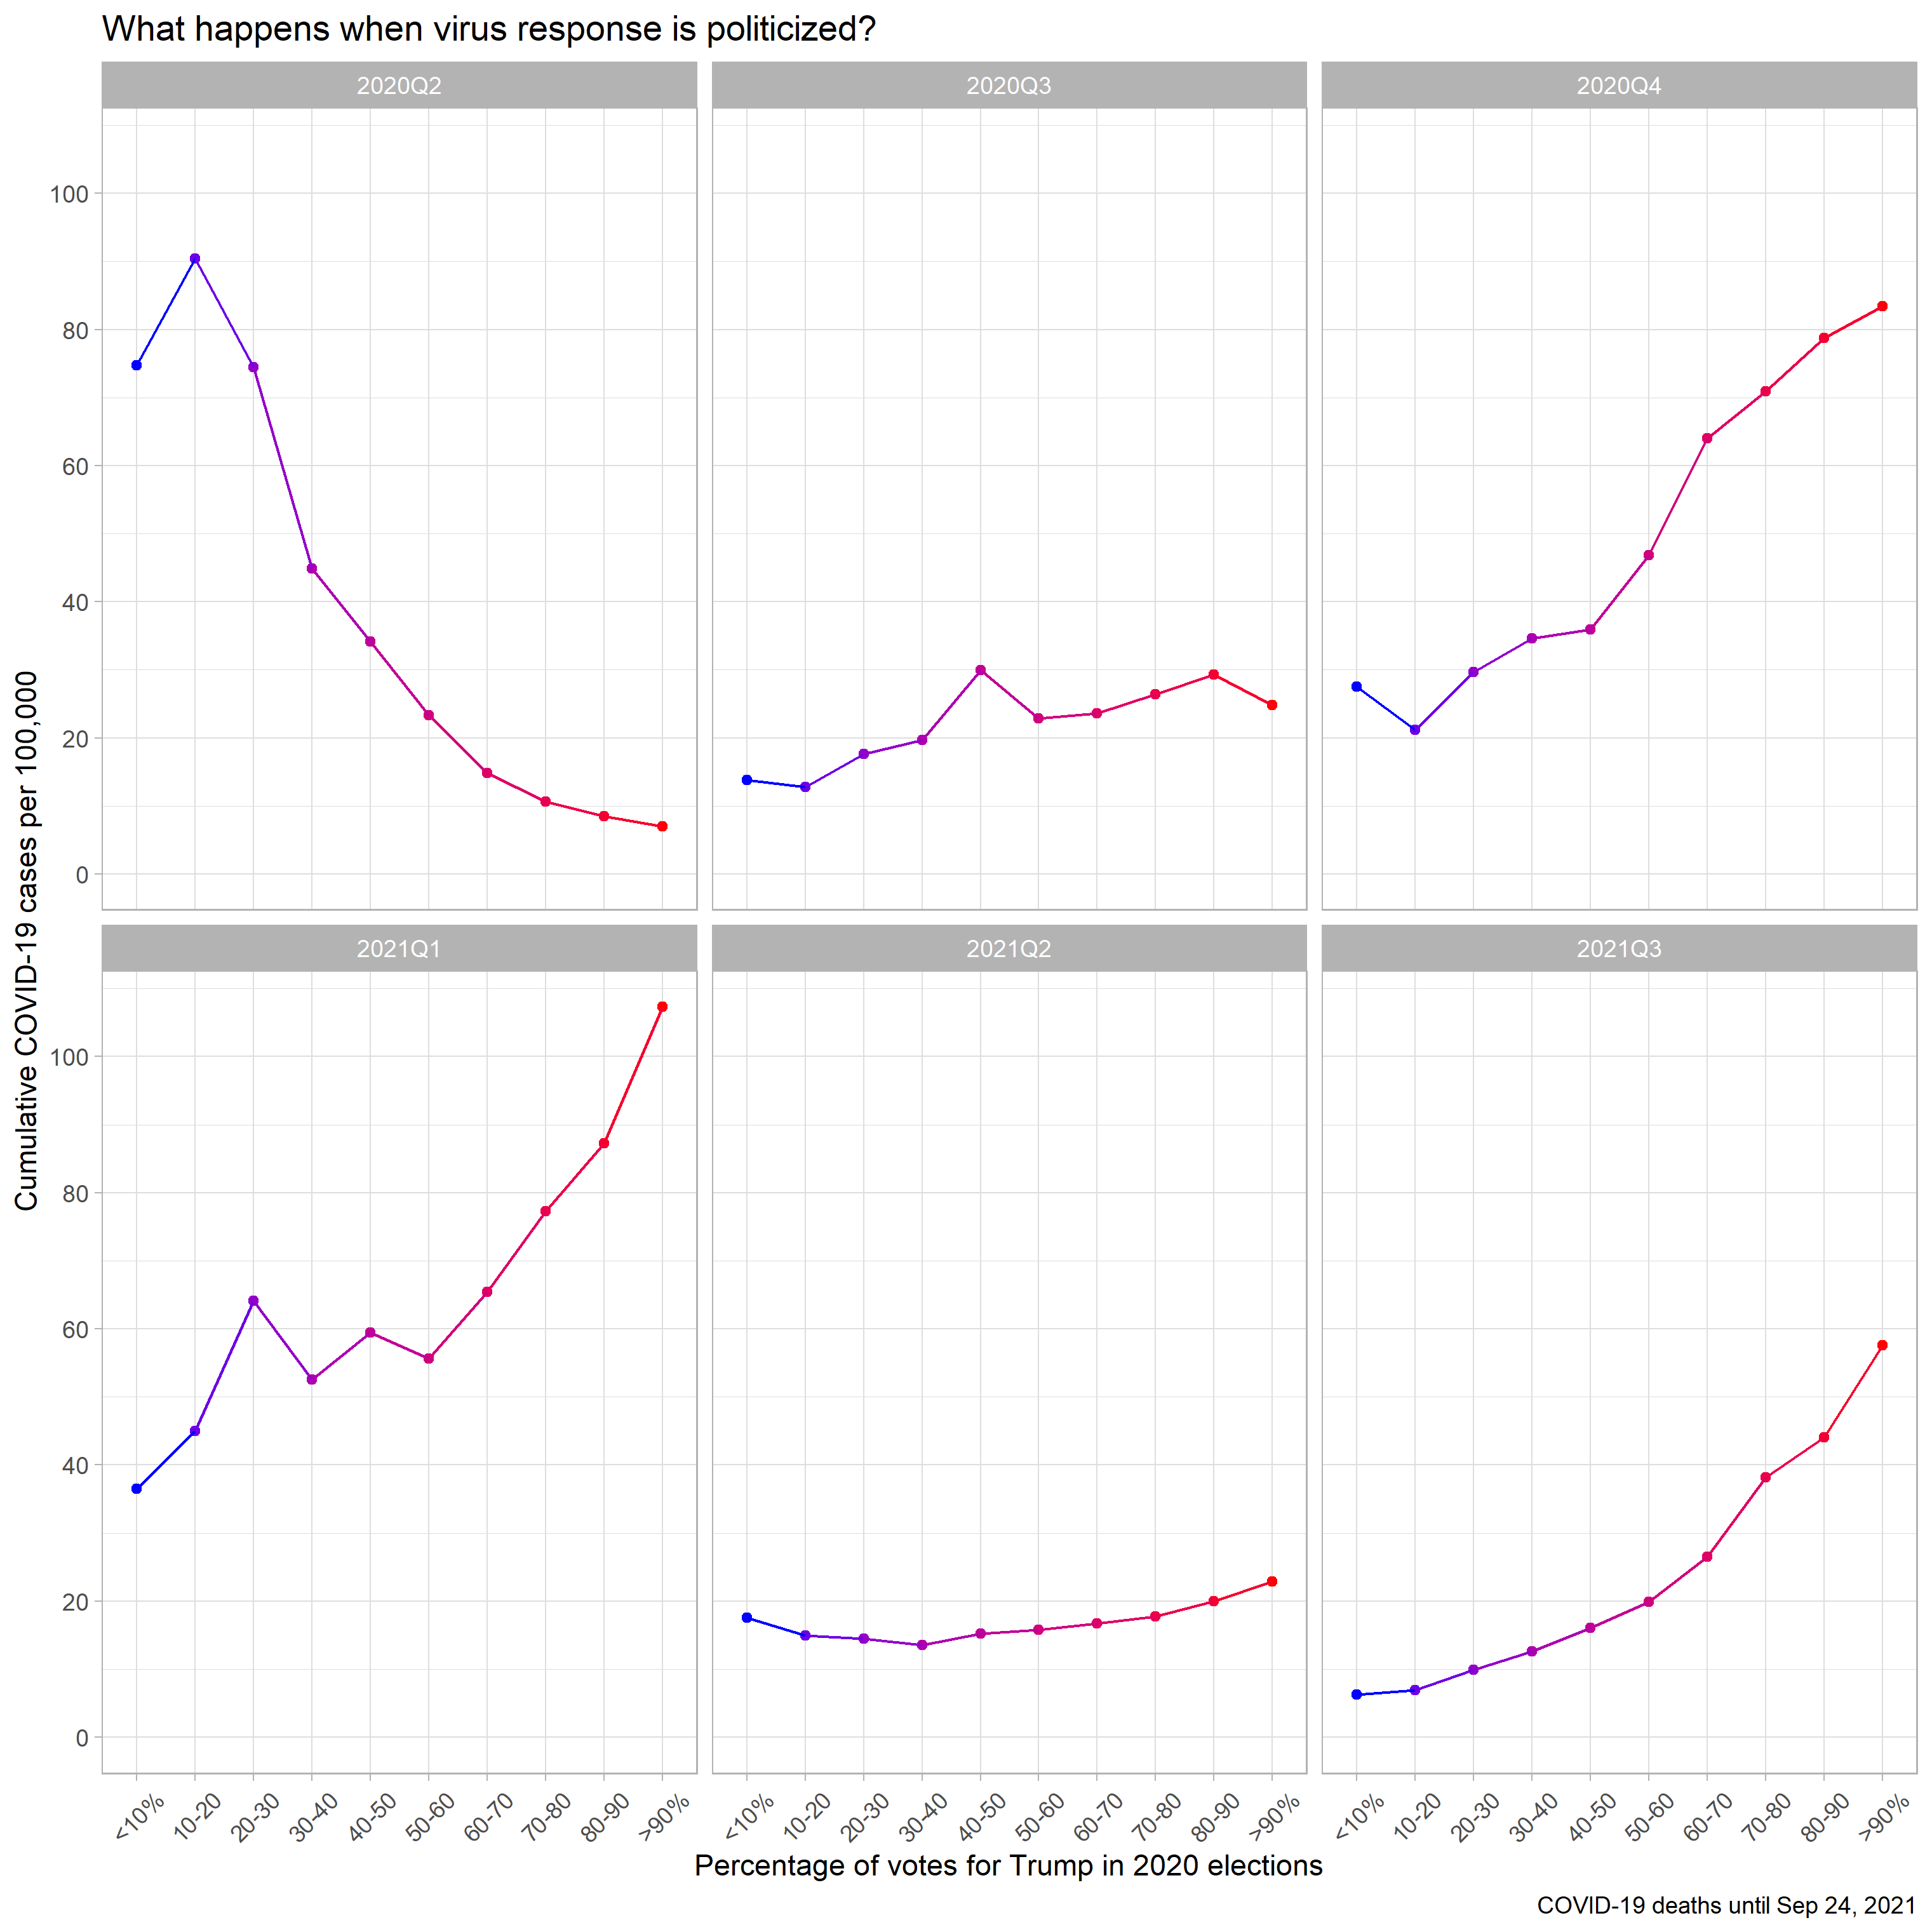 What happens when virus response is politicized?
2020Q2
2020Q3
2020Q4
100
80
60
40
20
0
Cumulative COVID-19 cases per 100,000
2021Q1
2021Q2
2021Q3
100
80
60
40
20
0
<10% 10-20 20-30 30-40 40-50 50-60 60-70 70-80 80-90 >90%
<10% 10-20 20-30 30-40 40-50 50-60 60-70 70-80 80-90 >90%
<10% 10-20 20-30 30-40 40-50 50-60 60-70 70-80 80-90 >90%
Percentage of votes for Trump in 2020 elections
COVID-19 deaths until Sep 24, 2021